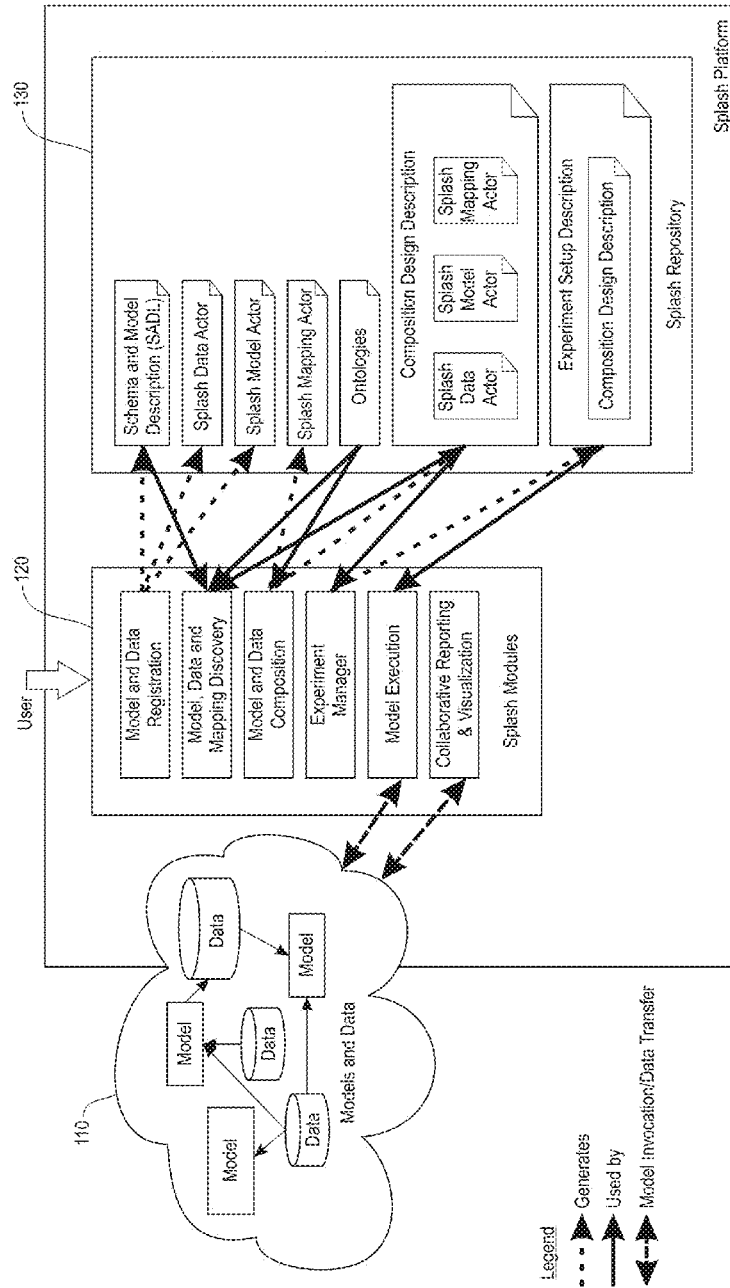 User
110
Model
Model
Data
Data
Data
Model
Models and Data
120
Model and Data
Registration
Model, Data and
Mapping Discovery
Model and Data
Composition
Experiment
Manager
Model Execution
Collaborative Reporting
& Visualization
Splash Modules
130
Schema and Model
Description (SADL)
Splash Data Actor
Splash Model Actor
Splash Mapping Actor
Ontologies
Composition Design Description
Splash
Data
Actor
Splash
Model
Actor
Splash
Mapping
Actor
Experiment Setup Description
Composition Design Description
Splash Repository
Splash Platform
Legend
Generates
Used by
Model Invocation/Data Transfer